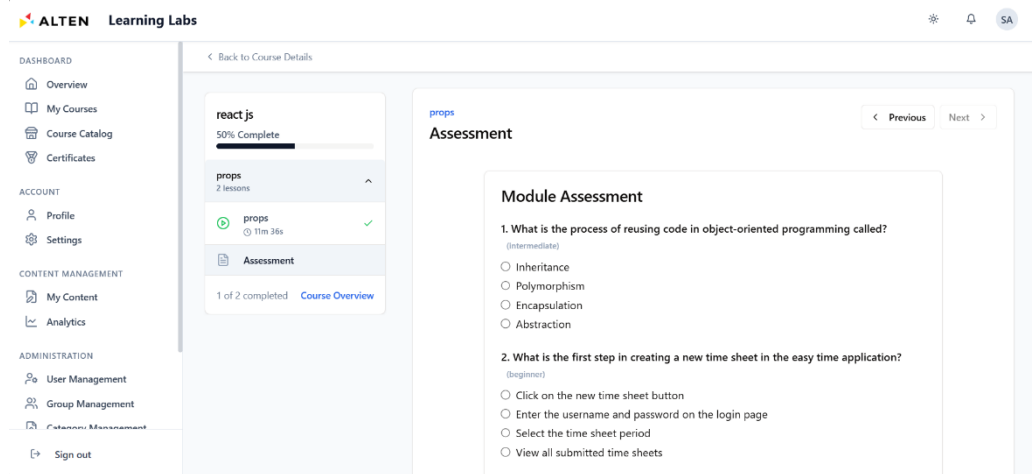 ALTEN Learning Labs
SA
DASHBOARD
Overview
My Courses
Course Catalog
Certificates
ACCOUNT
Profile
Settings
CONTENT MANAGEMENT
My Content
Analytics
ADMINISTRATION
User Management
Group Management
Category Management
Sign out
< Back to Course Details
react js
50% Complete
props
2 lessons
props
11m 36s
Assessment
1 of 2 completed Course Overview
props
Assessment
< Previous
Next >
Module Assessment
1. What is the process of reusing code in object-oriented programming called?
(intermediate)
Inheritance
Polymorphism
Encapsulation
Abstraction
2. What is the first step in creating a new time sheet in the easy time application?
(beginner)
Click on the new time sheet button
Enter the username and password on the login page
Select the time sheet period
View all submitted time sheets